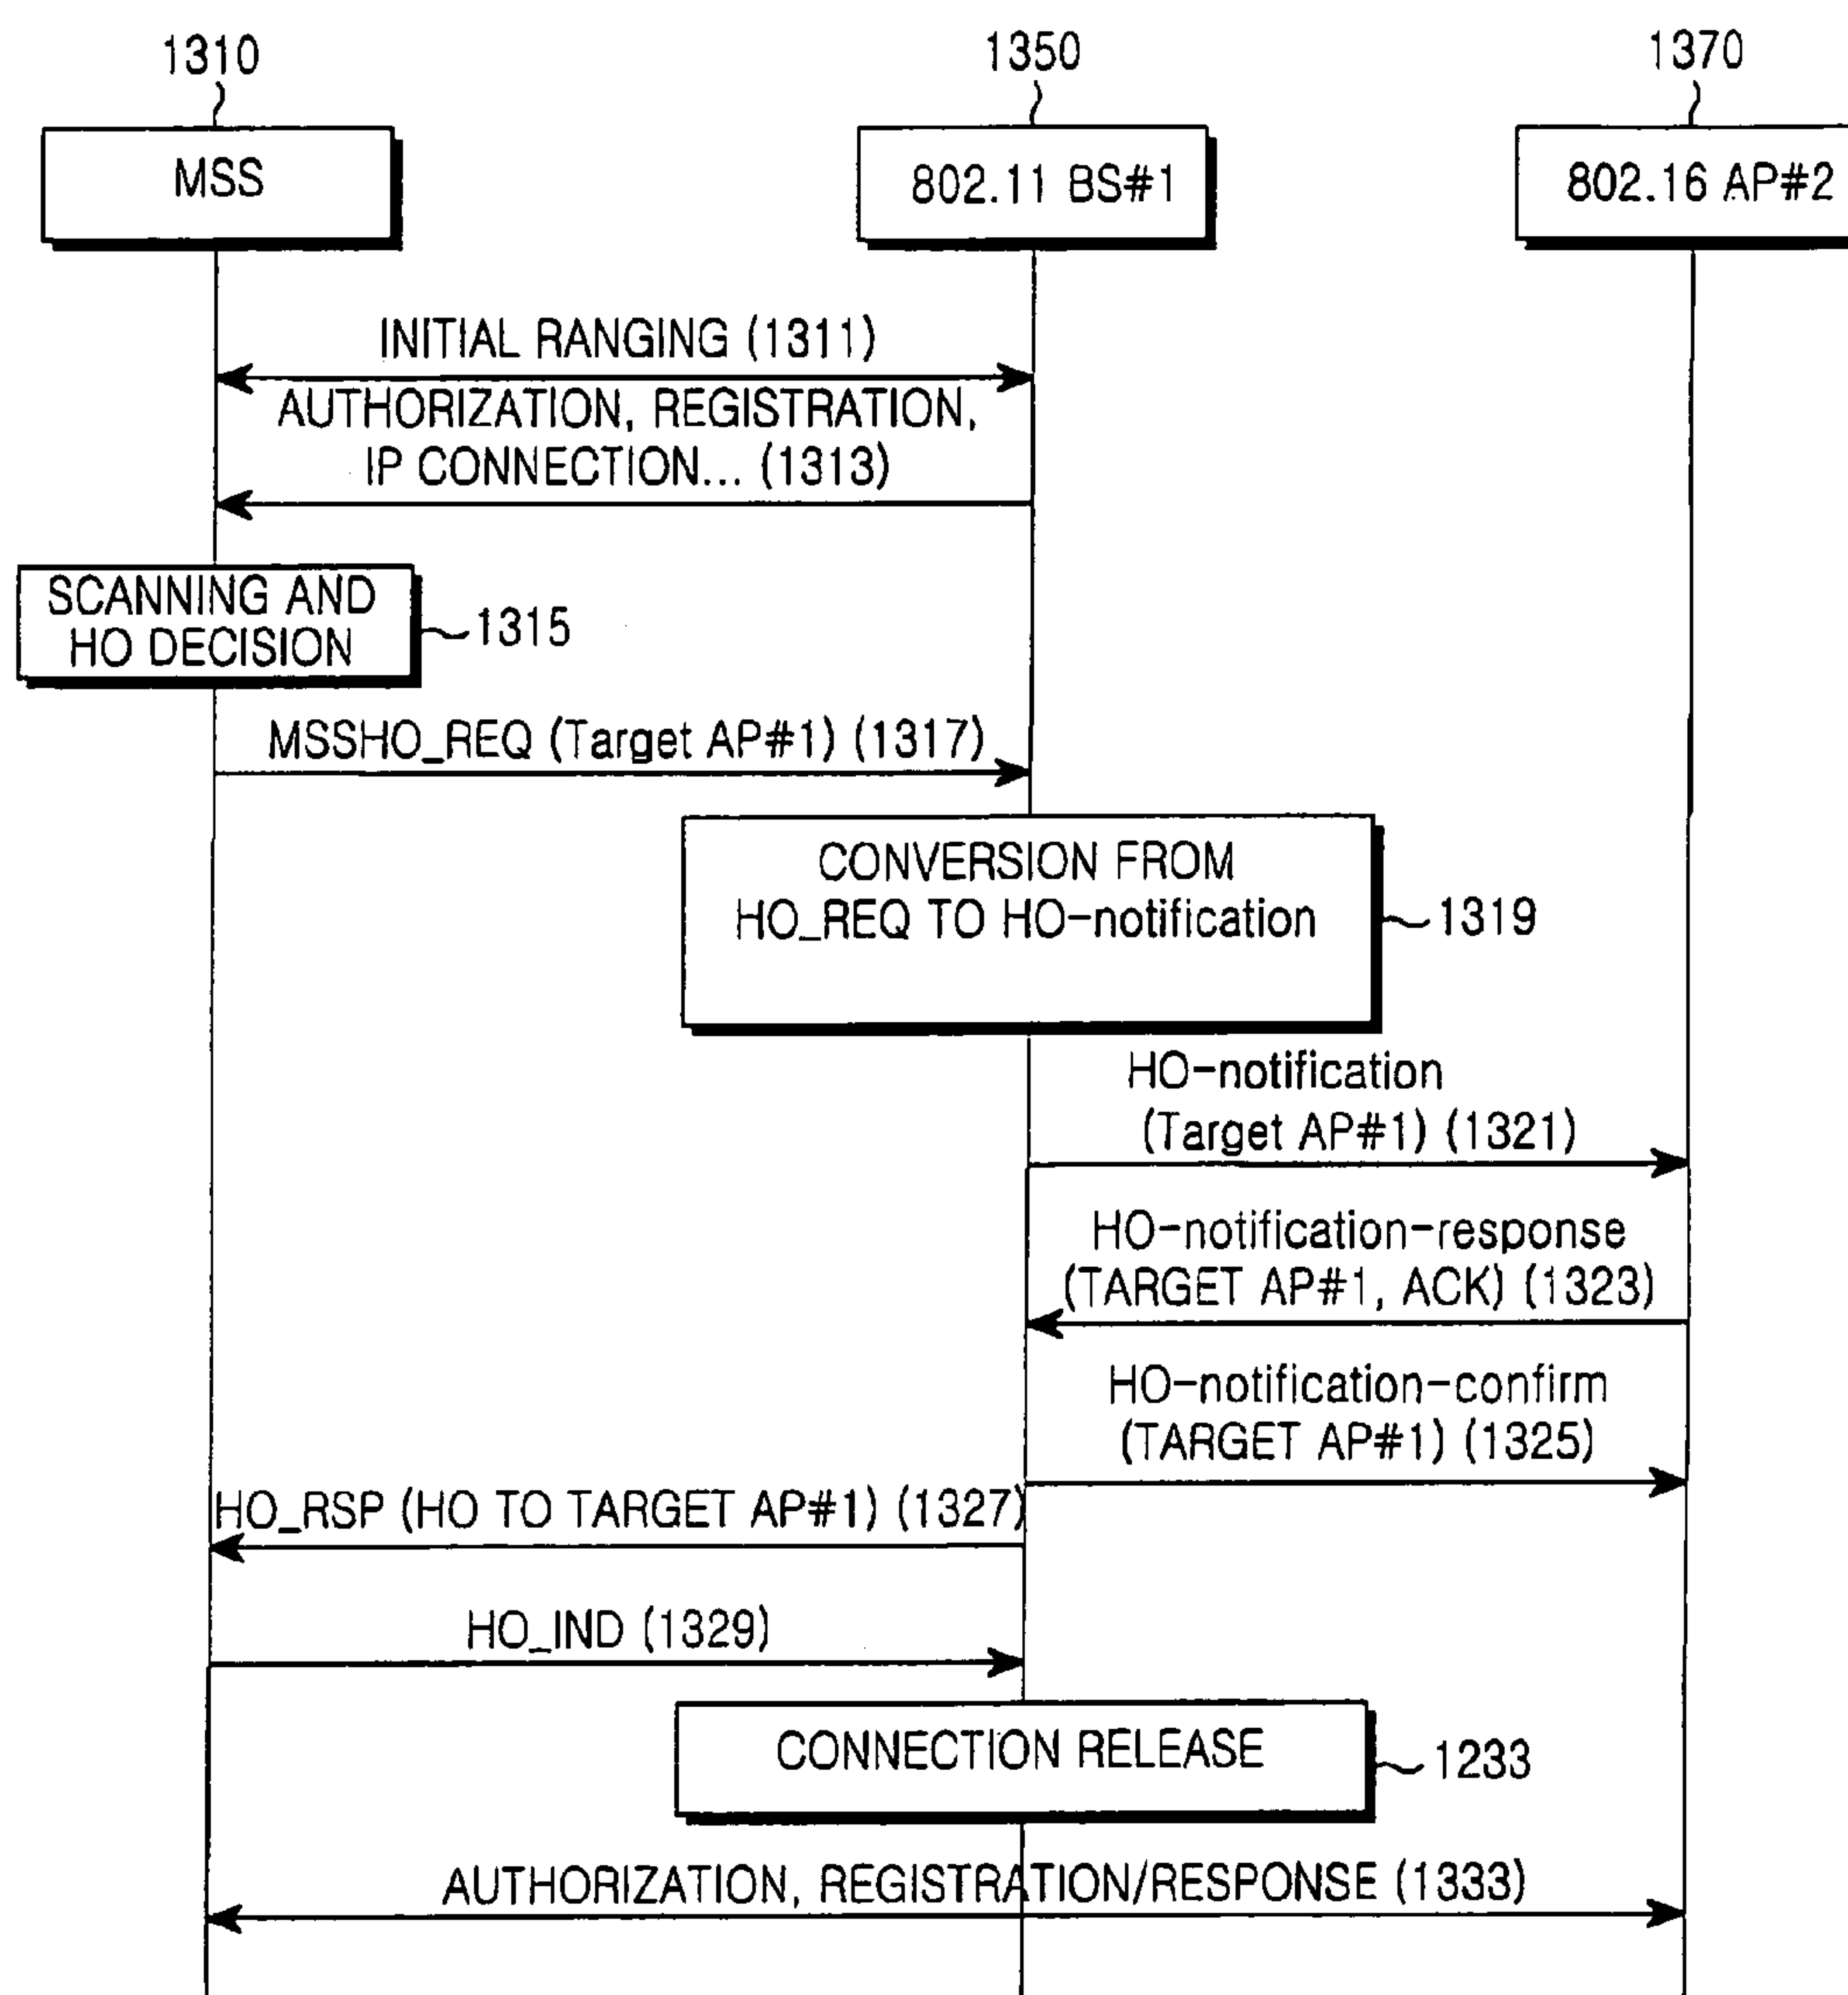 1310
1350
1370
MSS
802.11 BS#1
802.16 AP#2
INITIAL RANGING (1311)
AUTHORIZATION, REGISTRATION,
IP CONNECTION... (1313)
SCANNING AND
HO DECISION
1315
MSSHO_REQ (Target AP#1) (1317)
CONVERSION FROM
HO_REQ TO HO-notification
1319
HO-notification
(Target AP#1) (1321)
HO-notification-response
(TARGET AP#1, ACK) (1323)
HO-notification-confirm
(TARGET AP#1) (1325)
HO_RSP (HO TO TARGET AP#1) (1327)
HO_IND (1329)
CONNECTION RELEASE
1233
AUTHORIZATION, REGISTRATION/RESPONSE (1333)